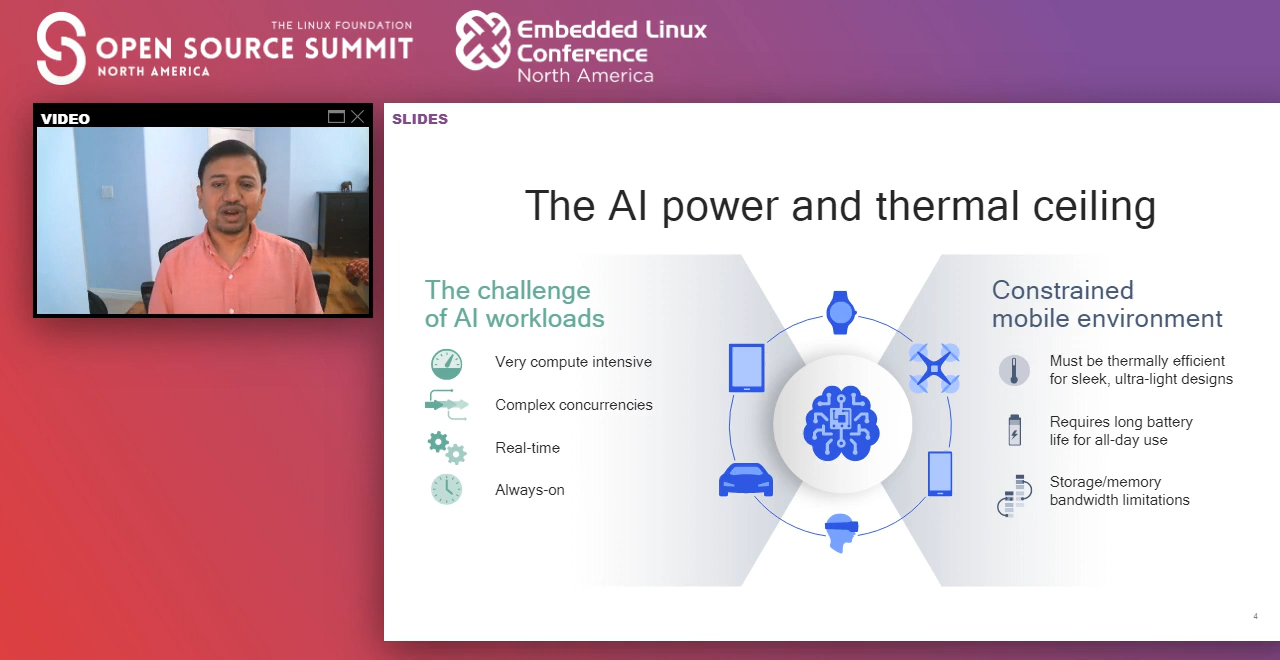 THE LINUX FOUNDATION
OPEN SOURCE SUMMIT
NORTH AMERICA
Embedded Linux
Conference
North America
VIDEO
SLIDES
The AI power and thermal ceiling
The challenge
of AI workloads
Very compute intensive
Complex concurrencies
Real-time
Always-on
Constrained
mobile environment
Must be thermally efficient
for sleek, ultra-light designs
Requires long battery
life for all-day use
Storage/memory
bandwidth limitations
4